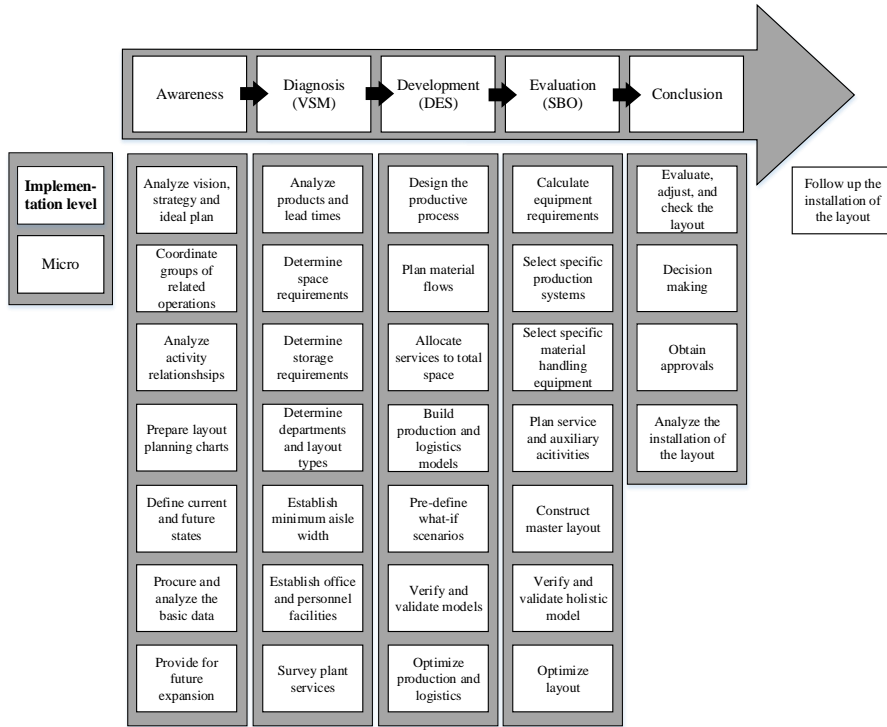 Awareness
Diagnosis
(VSM)
Development
(DES)
Evaluation
(SBO)
Conclusion
Implemen-
tation level
Micro
Analyze vision,
strategy and
ideal plan
Coordinate
groups of
related
operations
Analyze
activity
relationsships
Prepare layout
planning charts
Define current
and future
states
Procure and
analyze the
basic data
Provide for
future
expansion
Analyze
products and
lead times
Determine
space
requirements
Determine
storage
requirements
Determine
departments
and layout
types
Establish
minimum aisle
width
Establish office
and personnel
facilities
Survey plant
services
Design the
productive
process
Plan material
flows
Allocate
services to total
space
Build
production and
logistics
models
Pre-define
what-if
scenarios
Verify and
validate models
Optimize
production and
logistics
Calculate
equipment
requirements
Select specific
production
systems
Select specific
material
handling
equipment
Plan service
and auxiliary
acitivities
Construct
master layout
Verify and
validate holistic
model
Optimize
layout
Evaluate,
adjust, and
check the
layout
Decision
making
Obtain
approvals
Analyze the
installation of
the layout
Follow up the
installation of
the layout